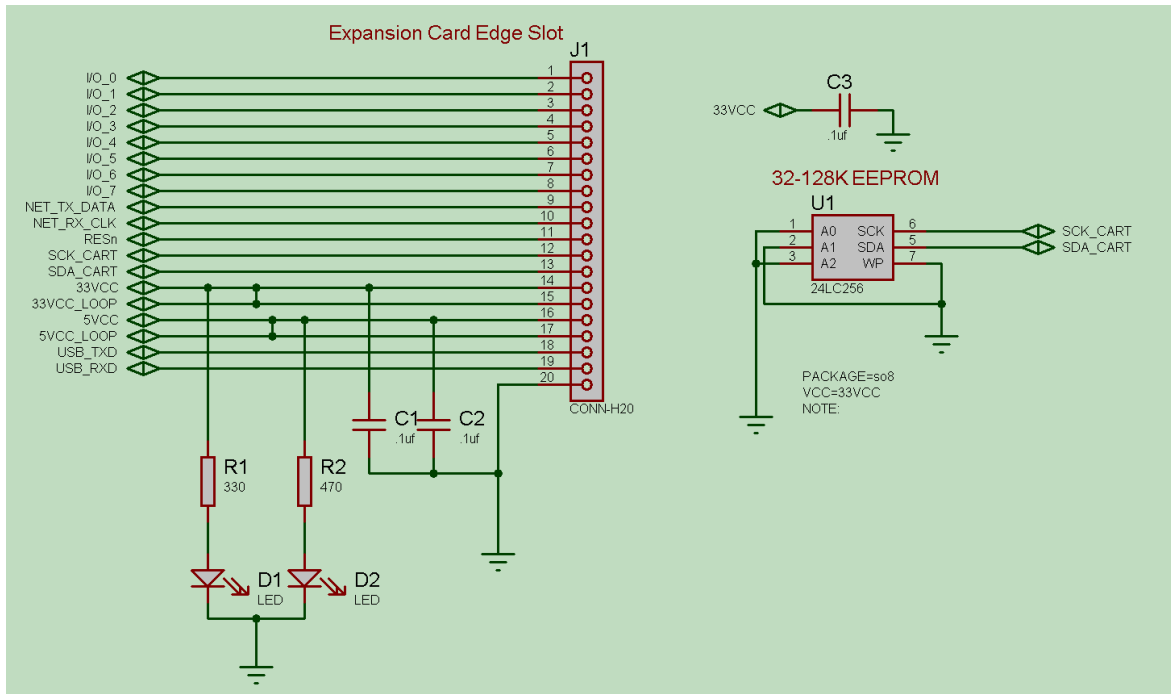 Expansion Card Edge Slot
J1
I/O_0 1
I/O_1 2
I/O_2 3
I/O_3 4
I/O_4 5
I/O_5 6
I/O_6 7
I/O_7 8
NET_TX_DATA 9
NET_RX_CLK 10
RESn 11
SCK_CART 12
SDA_CART 13
33VCC 14
33VCC_LOOP 15
5VCC 16
5VCC_LOOP 17
USB_TXD 18
USB_RXD 19
20
CONN-H20
C1 .1uf
C2 .1uf
R1 330
R2 470
D1 LED
D2 LED
C3
33VCC
.1uf
32-128K EEPROM
U1
1 A0 SCK 6 SCK_CART
2 A1 SDA 5 SDA_CART
3 A2 WP 7
24LC256
PACKAGE=so8
VCC=33VCC
NOTE: